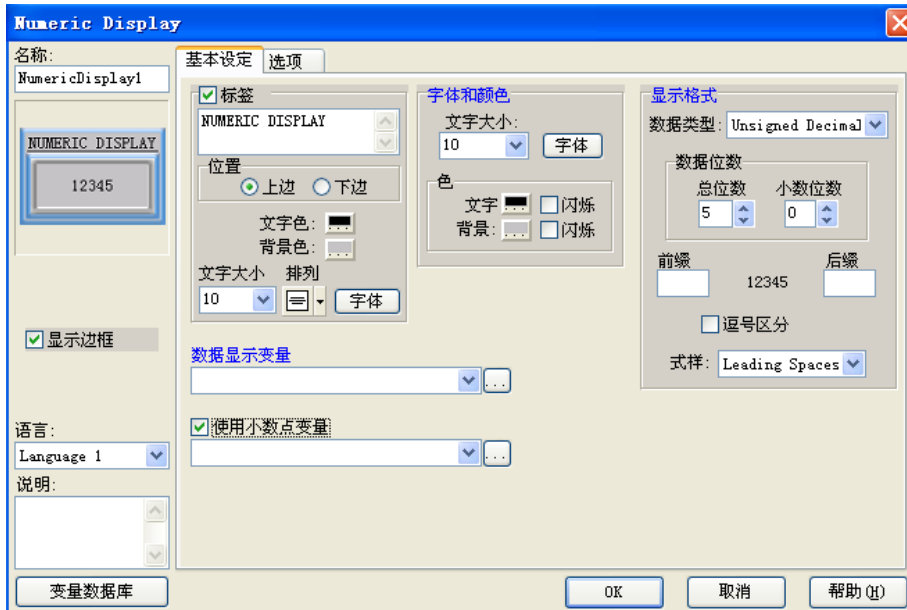 Numeric Display
名称:
NumericDisplay1
NUMERIC DISPLAY
12345
显示边框
语言:
Language 1
说明:
变量数据库
基本设定 选项
标签
NUMERIC DISPLAY
位置
上边 下边
文字色: ...
背景色: ...
文字大小 排列
10 字体
字体和颜色
文字大小:
10 字体
色
文字 ... 闪烁
背景: ... 闪烁
显示格式
数据类型: Unsigned Decimal
数据位数
总位数 小数位数
5 0
前缀 后缀
12345
逗号区分
式样: Leading Spaces
数据显示变量
...
使用小数点变量
...
OK 取消 帮助(H)